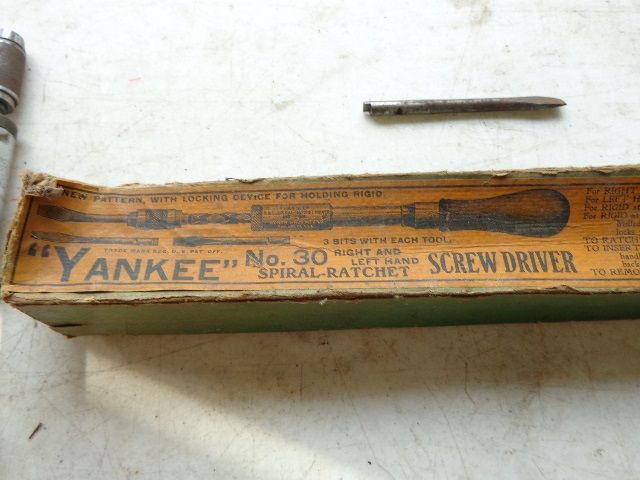 NEW PATTERN, WITH LOCKING DEVICE FOR HOLDING RIGID
3 BITS WITH EACH TOOL
TRADE MARK REG. U.S. PAT. OFF.
"YANKEE" No. 30 RIGHT AND LEFT HAND SPIRAL-RATCHET SCREW DRIVER
For RIGHT
For LEFT H
For RIGID
For RIGID
TO RATCH
TO INSERT
hand
back
TO REMO